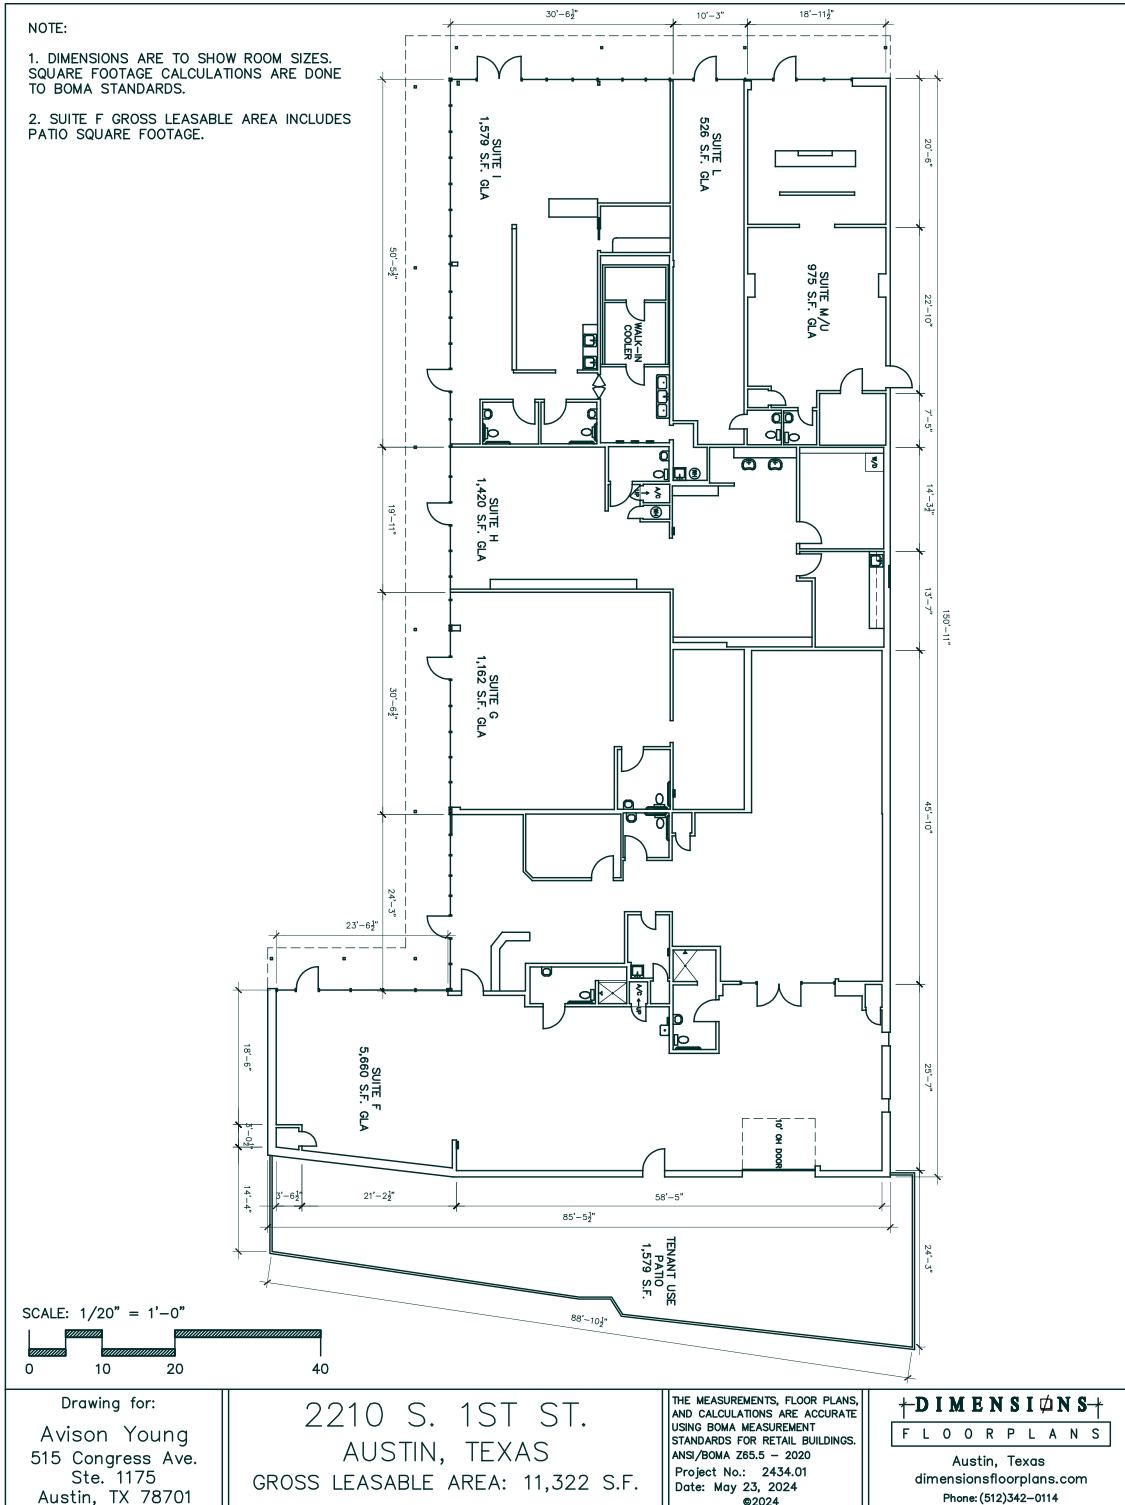 NOTE:
1. DIMENSIONS ARE TO SHOW ROOM SIZES.
SQUARE FOOTAGE CALCULATIONS ARE DONE
TO BOMA STANDARDS.
2. SUITE F GROSS LEASABLE AREA INCLUDES
PATIO SQUARE FOOTAGE.
30'-6½"
10'-3"
18'-11½"
SUITE I
1,579 S.F. GLA
SUITE L
526 S.F. GLA
20'-6"
50'-5½"
SUITE M/U
975 S.F. GLA
22'-10"
WALK-IN
COOLER
7'-5"
W/D
14'-3½"
SUITE H
1,420 S.F. GLA
UP
A/C
WH
WH
19'-11"
13'-7"
150'-11"
SUITE G
1,162 S.F. GLA
30'-6½"
45'-10"
24'-3"
23'-6½"
A/C
UP
18'-6"
SUITE F
5,660 S.F. GLA
25'-7"
3'-0½"
10' OH DOOR
14'-4"
3'-6½"
21'-2½"
58'-5"
85'-5½"
TENANT USE
PATIO
1,579 S.F.
24'-3"
88'-10½"
SCALE: 1/20" = 1'-0"
0 10 20 40
Drawing for:
Avison Young
515 Congress Ave.
Ste. 1175
Austin, TX 78701
2210 S. 1ST ST.
AUSTIN, TEXAS
GROSS LEASABLE AREA: 11,322 S.F.
THE MEASUREMENTS, FLOOR PLANS,
AND CALCULATIONS ARE ACCURATE
USING BOMA MEASUREMENT
STANDARDS FOR RETAIL BUILDINGS.
ANSI/BOMA Z65.5 - 2020
Project No.: 2434.01
Date: May 23, 2024
©2024
DIMENSIONS
FLOORPLANS
Austin, Texas
dimensionsfloorplans.com
Phone:(512)342-0114